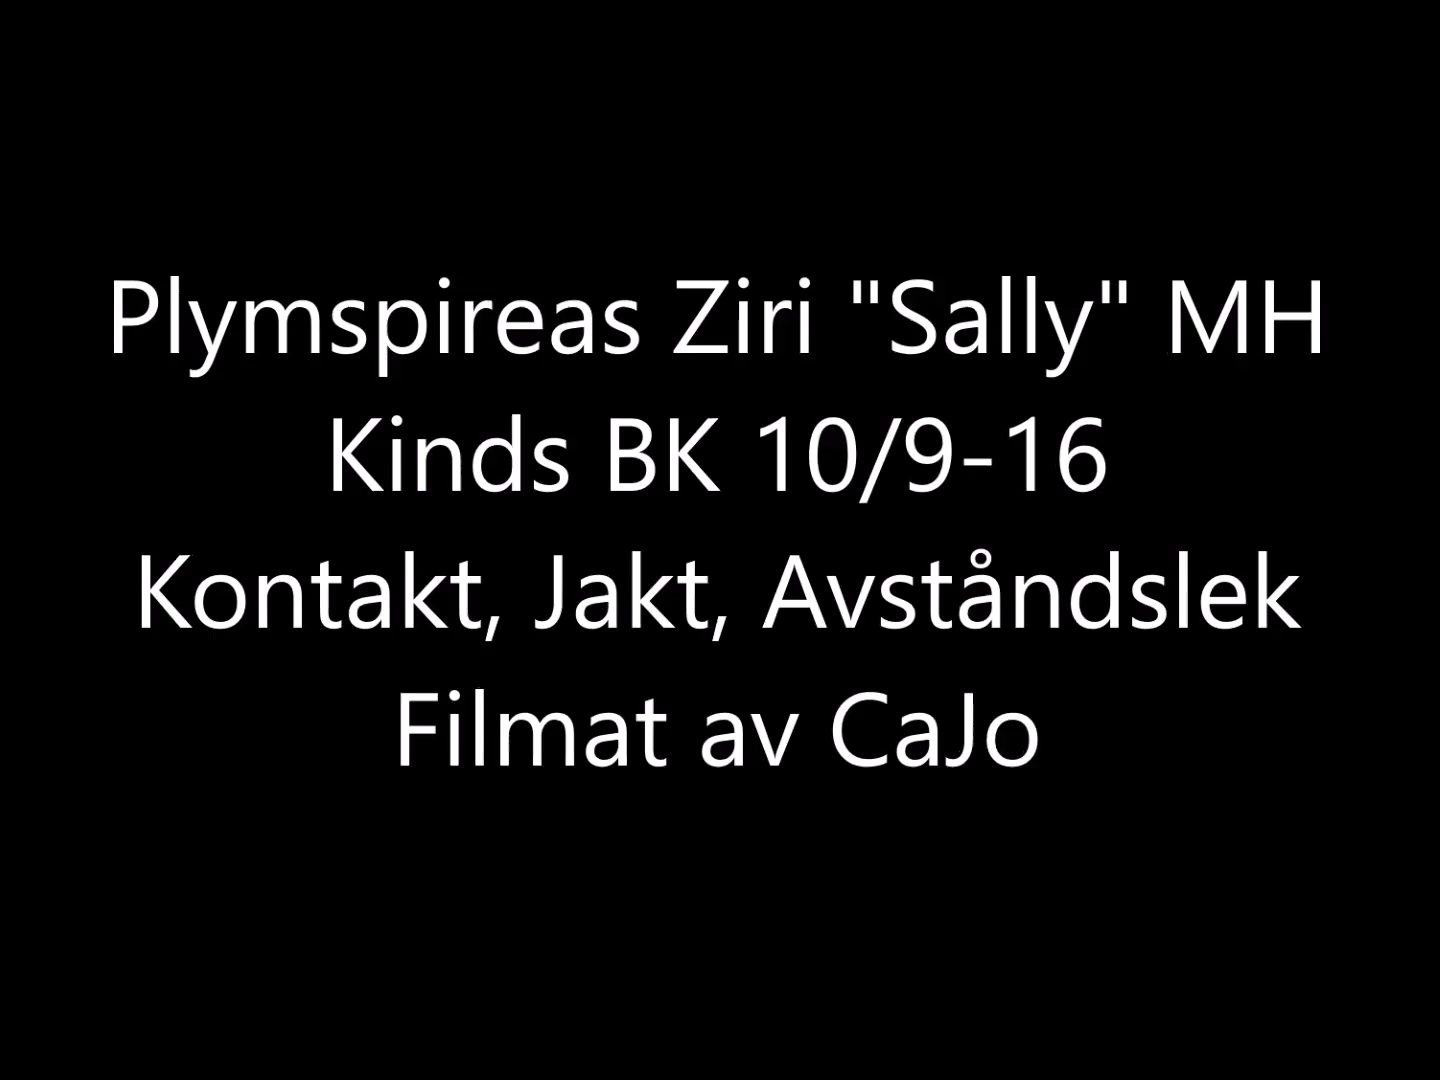 Plymspireas Ziri "Sally" MH
Kinds BK 10/9-16
Kontakt, Jakt, Avståndslek
Filmat av CaJo